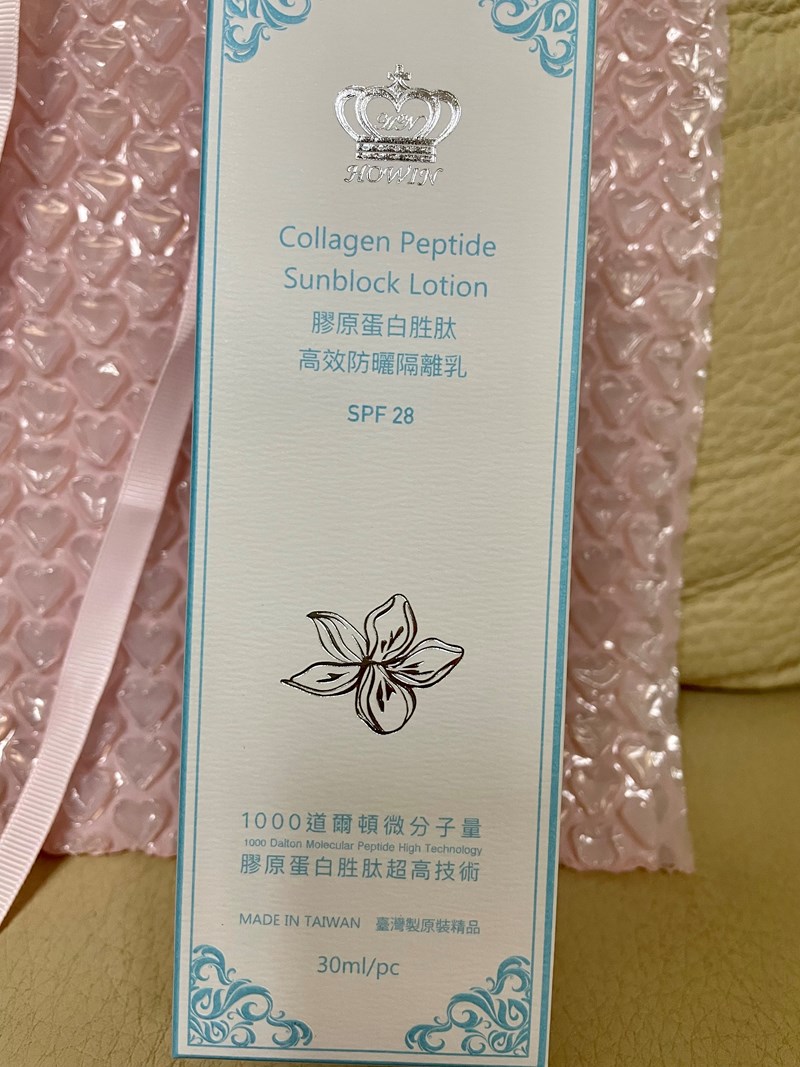 HOWIN
Collagen Peptide
Sunblock Lotion
膠原蛋白胜肽
高效防曬隔離乳
SPF 28
1000道爾頓微分子量
1000 Dalton Molecular Peptide High Technology
膠原蛋白胜肽超高技術
MADE IN TAIWAN 臺灣製原裝精品
30ml/pc